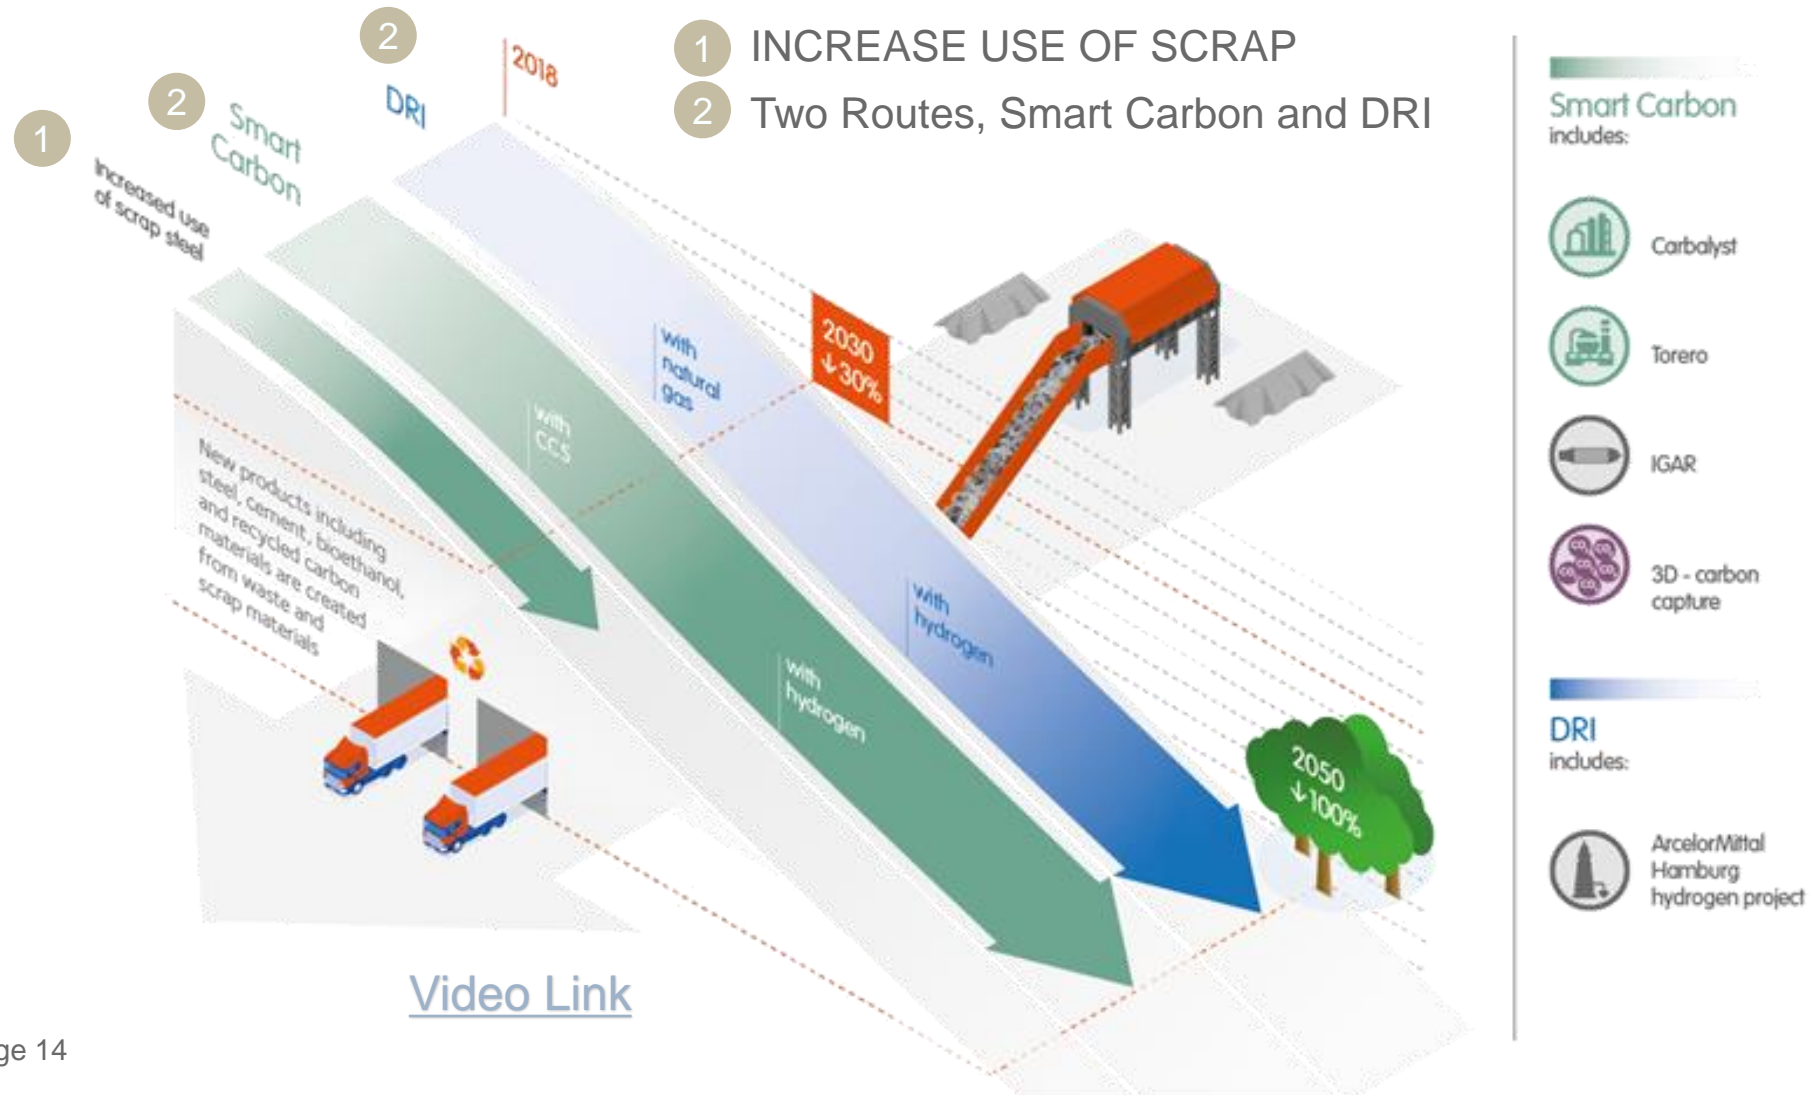 1 INCREASE USE OF SCRAP
2 Two Routes, Smart Carbon and DRI
1
Increased use
of scrap steel
2
Smart
Carbon
2
DRI
2018
with
natural
gas
2030
↓30%
with
CCS
New products including
steel, cement, bioethanol,
and recycled carbon
materials are created
from waste and
scrap materials
with
hydrogen
with
hydrogen
2050
↓100%
Video Link
ge 14
Smart Carbon
includes:
Carbalyst
Torero
IGAR
3D - carbon
capture
DRI
includes:
ArcelorMittal
Hamburg
hydrogen project